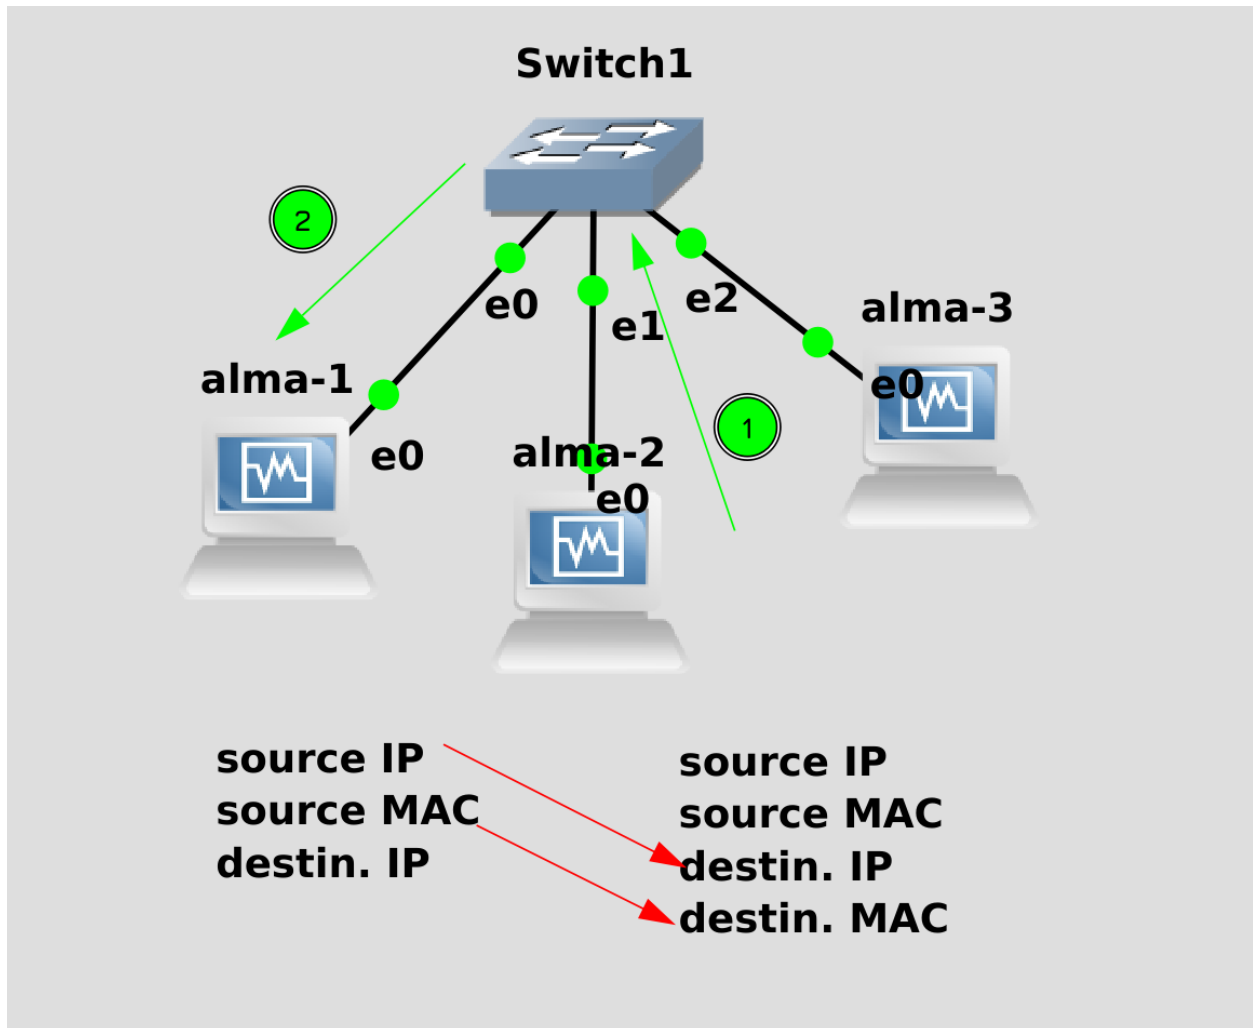 Switch1
2
e0
e1
e2
alma-3
e0
alma-1
e0
1
alma-2
e0
source IP
source MAC
destin. IP
source IP
source MAC
destin. IP
destin. MAC